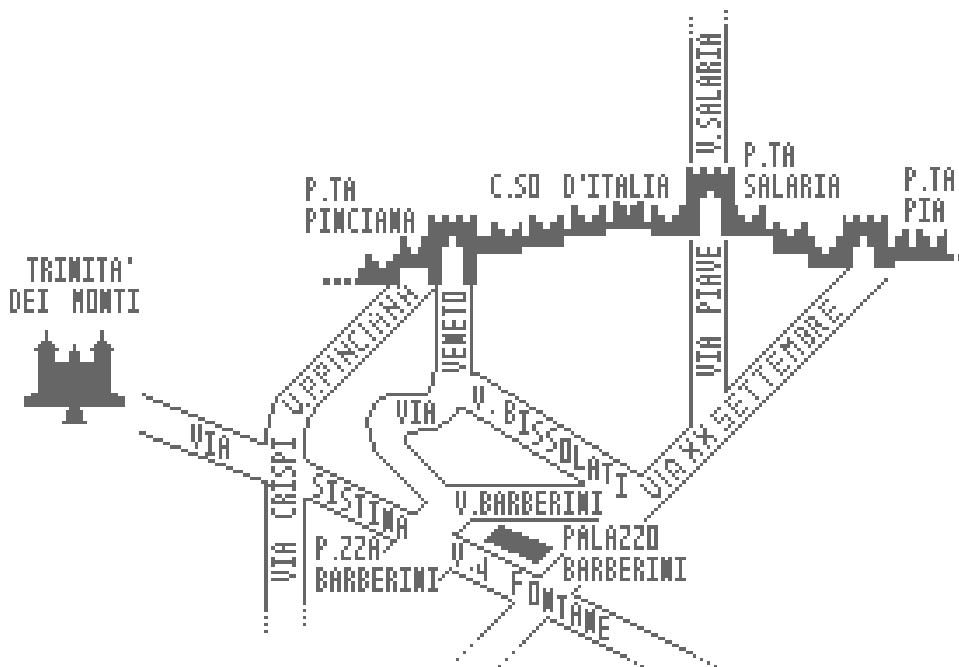 V.SALARIA
P.TA
SALARIA
P.TA
PIA
P.TA
PINCIANA
C.SO D'ITALIA
TRINITA'
DEI MONTI
V.P.PINCIANA
VENETO
VIA
VIA PIAVE
VIA XX SETTEMBRE
V. BISSOLATI
VIA
SISTINA
VIA CRISPI
V.BARBERINI
P.ZZA
BARBERINI
PALAZZO
BARBERINI
V.4
FONTANE